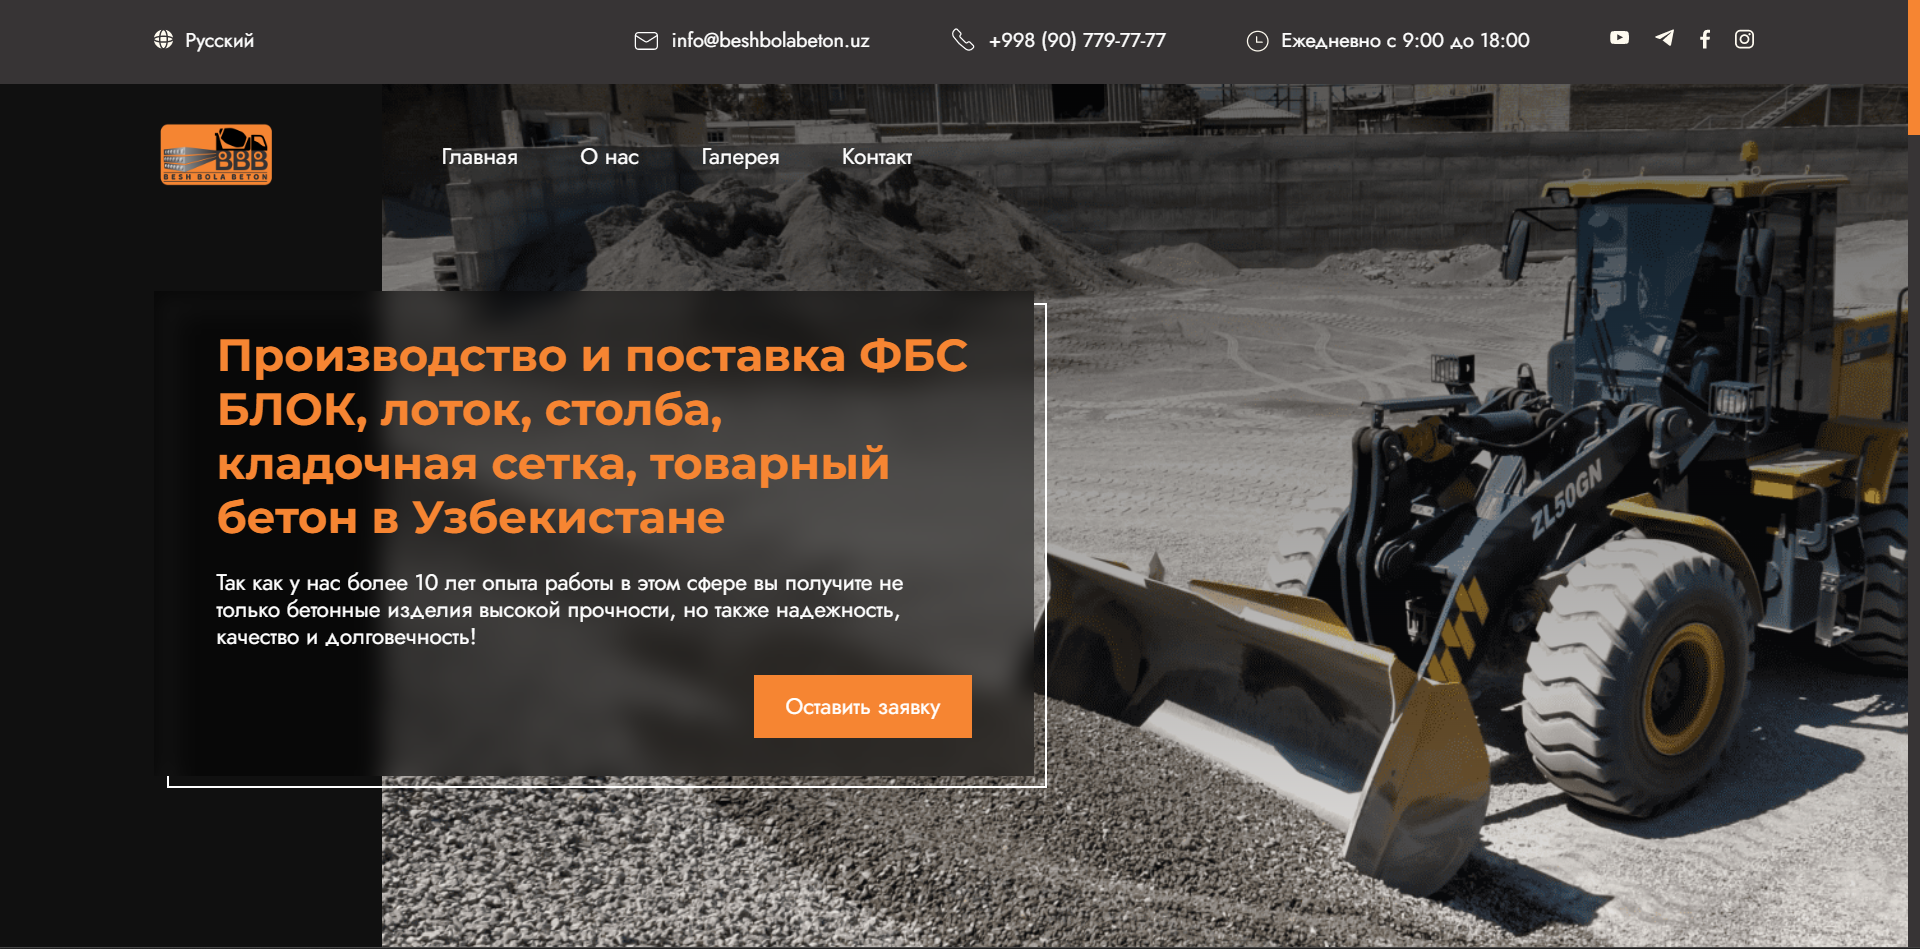 Русский
info@beshbolabeton.uz
+998 (90) 779-77-77
Ежедневно с 9:00 до 18:00
BBB
BESH BOLA BETON
Главная
О нас
Галерея
Контакт
Производство и поставка ФБС
БЛОК, лоток, столба,
кладочная сетка, товарный
бетон в Узбекистане
Так как у нас более 10 лет опыта работы в этом сфере вы получите не
только бетонные изделия высокой прочности, но также надежность,
качество и долговечность!
Оставить заявку
ZL50GN